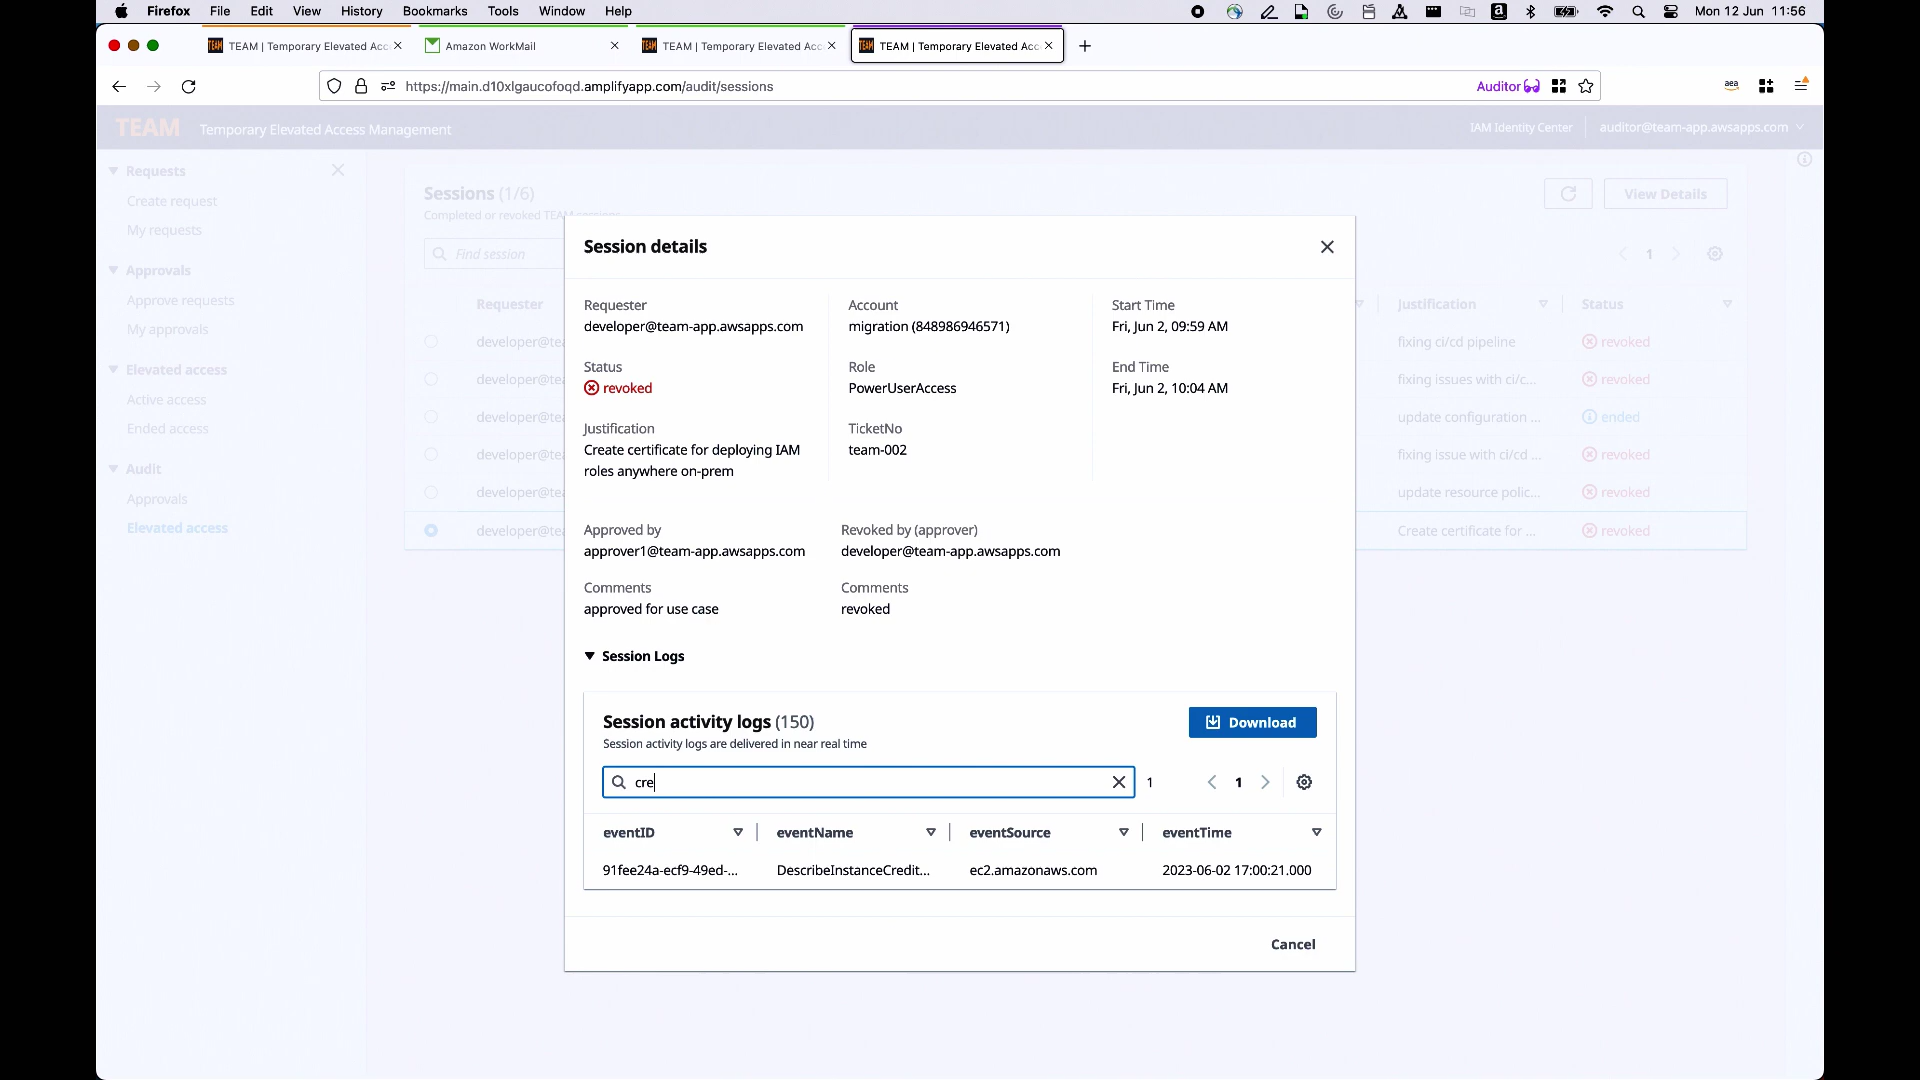 Firefox File Edit View History Bookmarks Tools Window Help Mon 12 Jun 11:56
TEAM | Temporary Elevated Acc
Amazon WorkMail
TEAM | Temporary Elevated Acc
TEAM | Temporary Elevated Acc
https://main.d10xlgaucofoqd.amplifyapp.com/audit/sessions
Auditor
TEAM Temporary Elevated Access Management
IAM Identity Center
auditor@team-app.awsapps.com
Requests
Create request
My requests
Approvals
Approve requests
My approvals
Elevated access
Active access
Ended access
Audit
Approvals
Elevated access
Sessions (1/6)
Completed or revoked TEAM sessions
View Details
Find session
1
Requester
Justification
Status
developer@tea
fixing ci/cd pipeline
revoked
developer@tea
fixing issues with ci/c...
revoked
developer@tea
update configuration ...
ended
developer@tea
fixing issue with ci/cd ...
revoked
developer@tea
update resource polic...
revoked
developer@tea
Create certificate for ...
revoked
Session details
Requester
developer@team-app.awsapps.com
Account
migration (848986946571)
Start Time
Fri, Jun 2, 09:59 AM
Status
revoked
Role
PowerUserAccess
End Time
Fri, Jun 2, 10:04 AM
Justification
Create certificate for deploying IAM
roles anywhere on-prem
TicketNo
team-002
Approved by
approver1@team-app.awsapps.com
Revoked by (approver)
developer@team-app.awsapps.com
Comments
approved for use case
Comments
revoked
Session Logs
Session activity logs (150)
Session activity logs are delivered in near real time
Download
cre
1
1
eventID
eventName
eventSource
eventTime
91fee24a-ecf9-49ed-...
DescribeInstanceCredit...
ec2.amazonaws.com
2023-06-02 17:00:21.000
Cancel